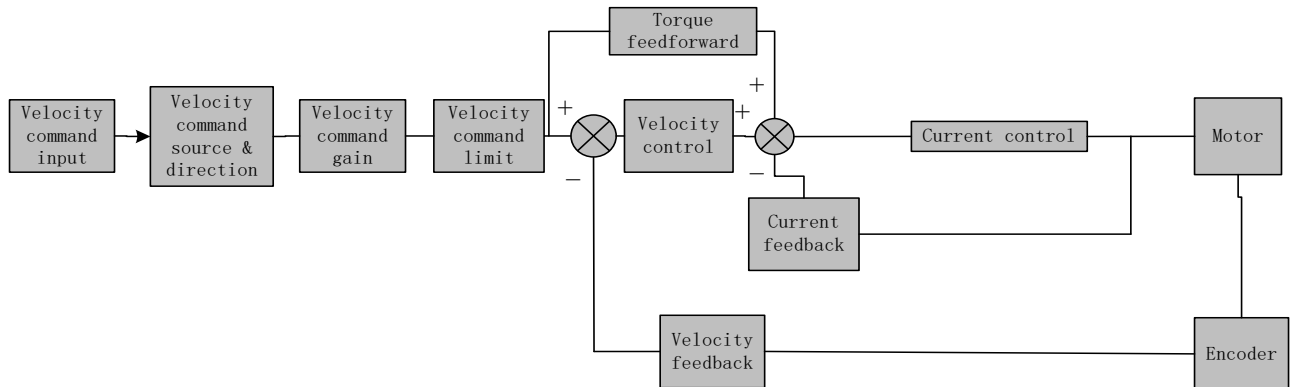 Torque
feedforward
Velocity
command
input
Velocity
command
source &
direction
Velocity
command
gain
Velocity
command
limit
+
−
Velocity
control
+
+
−
Current control
Motor
Current
feedback
Velocity
feedback
Encoder